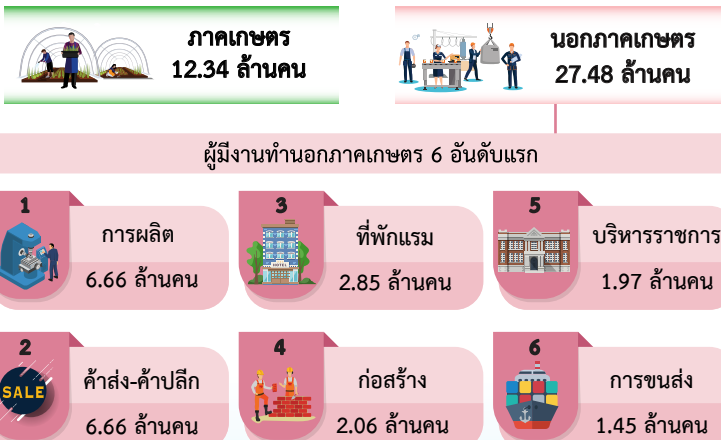 ภาคเกษตร
12.34 ล้านคน
นอกภาคเกษตร
27.48 ล้านคน
ผู้มีงานทำนอกภาคเกษตร 6 อันดับแรก
1
การผลิต
6.66 ล้านคน
2
SALE
ค้าส่ง-ค้าปลีก
6.66 ล้านคน
3
HOTEL
ที่พักแรม
2.85 ล้านคน
4
ก่อสร้าง
2.06 ล้านคน
5
บริหารราชการ
1.97 ล้านคน
6
การขนส่ง
1.45 ล้านคน